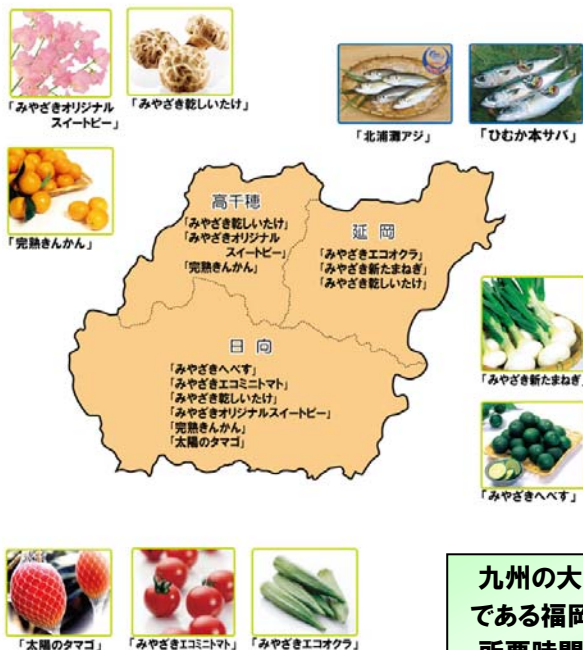 「みやざきオリジナル
スイートピー」
「みやざき乾しいたけ」
「北浦灘アジ」
「ひむか本サバ」
「完熟きんかん」
高千穂
「みやざき乾しいたけ」
「みやざきオリジナル
スイートピー」
「完熟きんかん」
延岡
「みやざきエコオクラ」
「みやざき新たまねぎ」
「みやざき乾しいたけ」
日向
「みやざきへべす」
「みやざきエコミニトマト」
「みやざき乾しいたけ」
「みやざきオリジナルスイートピー」
「完熟きんかん」
「太陽のタマゴ」
「みやざき新たまねぎ」
「みやざきへべす」
「太陽のタマゴ」
「みやざきエコミニトマト」
「みやざきエコオクラ」
九州の大
である福岡
所要時間